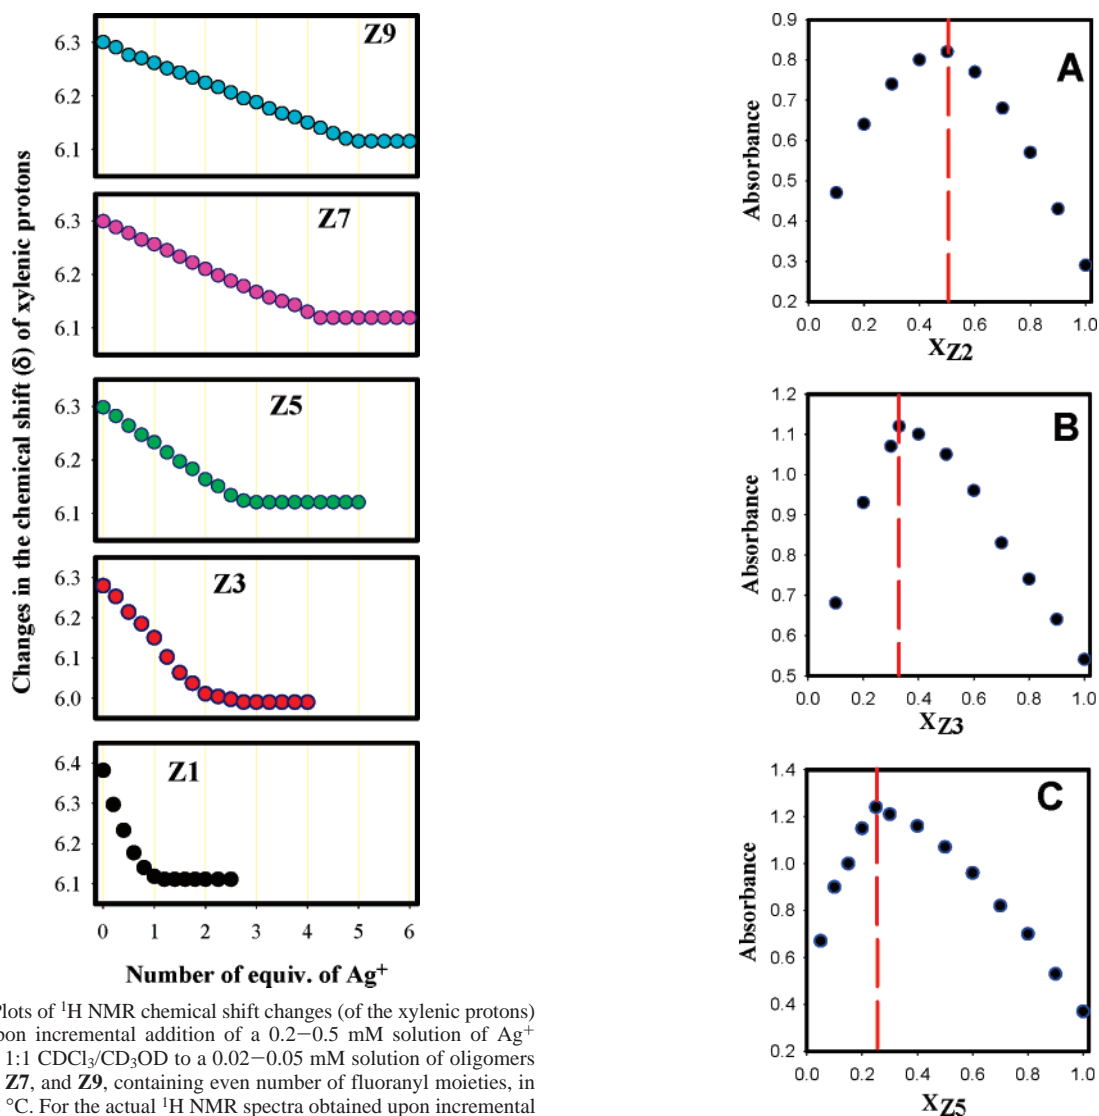 Changes in the chemical shift (δ) of xylenic protons
Z9
6.3
6.2
6.1
Z7
6.3
6.2
6.1
Z5
6.3
6.2
6.1
Z3
6.3
6.2
6.1
6.0
Z1
6.4
6.3
6.2
6.1
0 1 2 3 4 5 6
Number of equiv. of Ag⁺
Plots of ¹H NMR chemical shift changes (of the xylenic protons)
pon incremental addition of a 0.2−0.5 mM solution of Ag⁺
1:1 CDCl₃/CD₃OD to a 0.02−0.05 mM solution of oligomers
Z7, and Z9, containing even number of fluoranyl moieties, in
°C. For the actual ¹H NMR spectra obtained upon incremental
A
Absorbance
0.9
0.8
0.7
0.6
0.5
0.4
0.3
0.2
0.0 0.2 0.4 0.6 0.8 1.0
X Z2
B
Absorbance
1.2
1.1
1.0
0.9
0.8
0.7
0.6
0.5
0.0 0.2 0.4 0.6 0.8 1.0
X Z3
C
Absorbance
1.4
1.2
1.0
0.8
0.6
0.4
0.2
0.0 0.2 0.4 0.6 0.8 1.0
X Z5